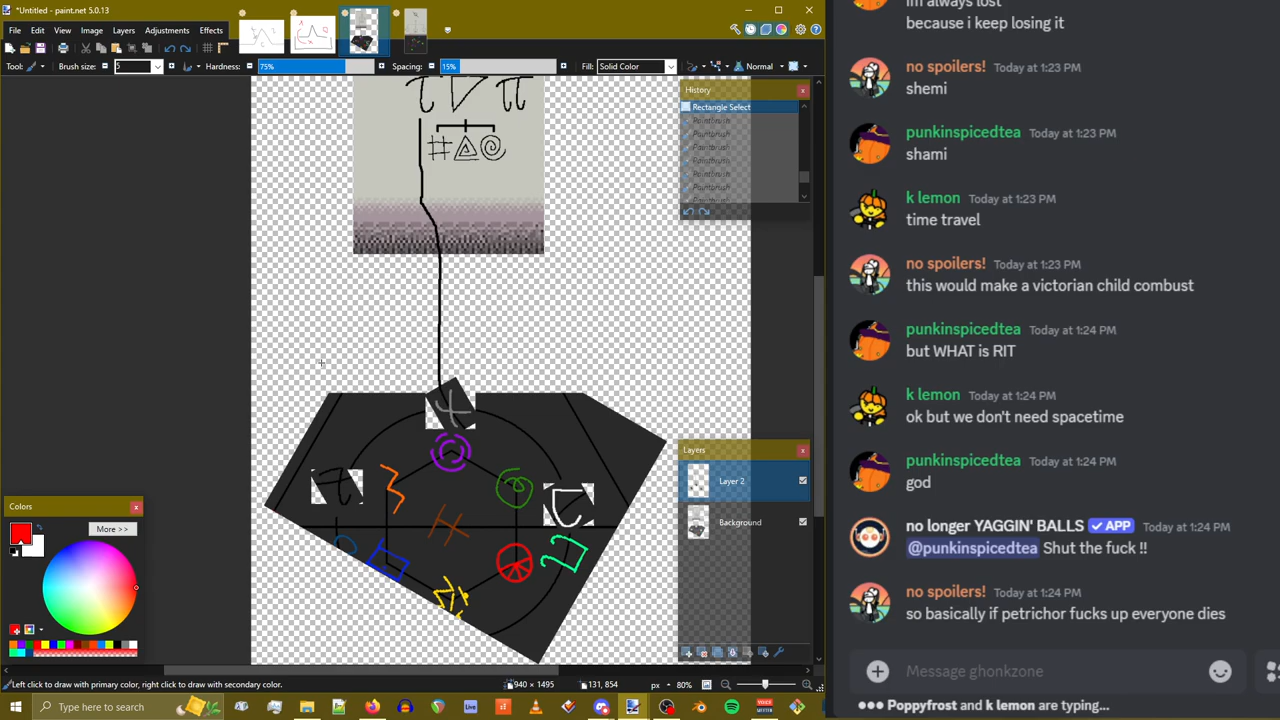 *Untitled - paint.net 5.0.13
File Edit View Image Layers Adjustments Effects
Tool: Brush size: 5 Hardness: 75% Spacing: 15% Fill: Solid Color Normal
τ ▽ π
# @
History
Rectangle Select
Paintbrush
Paintbrush
Paintbrush
Paintbrush
Paintbrush
Paintbrush
Paintbrush
Layers
Layer 2
Background
Colors
More >>
Left click to draw with primary color, right click to draw with secondary color.
940 × 1495
131, 854
px
80%
Type here to search
im always lost
because i keep losing it
no spoilers! Today at 1:23 PM
shemi
punkinspicedtea Today at 1:23 PM
shami
k lemon Today at 1:23 PM
time travel
no spoilers! Today at 1:23 PM
this would make a victorian child combust
punkinspicedtea Today at 1:24 PM
but WHAT is RIT
k lemon Today at 1:24 PM
ok but we don't need spacetime
punkinspicedtea Today at 1:24 PM
god
no longer YAGGIN' BALLS ✓ APP Today at 1:24 PM
@punkinspicedtea Shut the fuck !!
no spoilers! Today at 1:24 PM
so basically if petrichor fucks up everyone dies
Message ghonkzone
Poppyfrost and k lemon are typing...